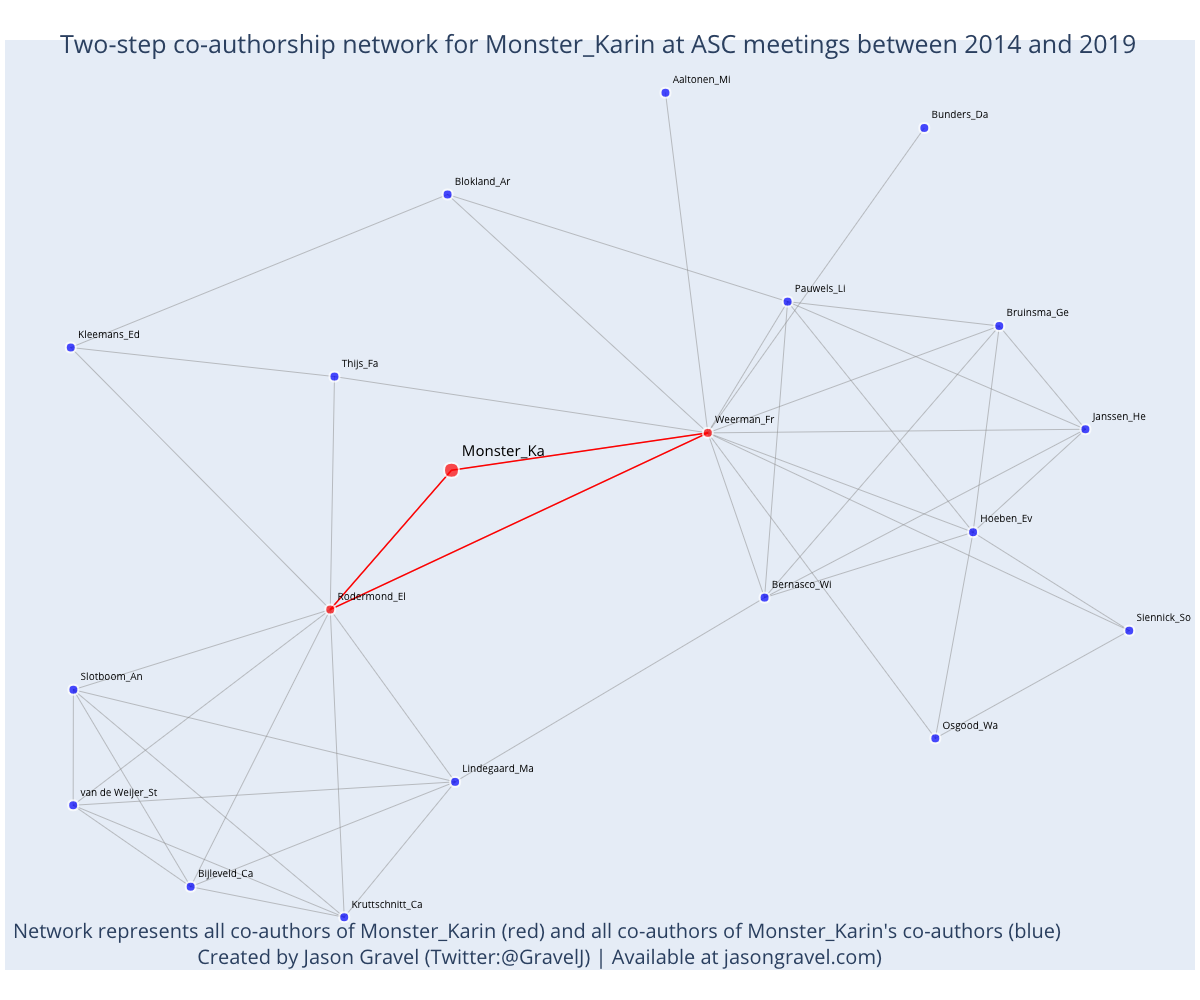 Two-step co-authorship network for Monster_Karin at ASC meetings between 2014 and 2019
Aaltonen_Mi
Bunders_Da
Blokland_Ar
Pauwels_Li
Bruinsma_Ge
Kleemans_Ed
Thijs_Fa
Weerman_Fr
Janssen_He
Monster_Ka
Hoeben_Ev
Bernasco_Wi
Rodermond_El
Siennick_So
Slotboom_An
Osgood_Wa
Lindegaard_Ma
van de Weijer_St
Bijleveld_Ca
Kruttschnitt_Ca
Network represents all co-authors of Monster_Karin (red) and all co-authors of Monster_Karin's co-authors (blue)
Created by Jason Gravel (Twitter:@GravelJ) | Available at jasongravel.com)